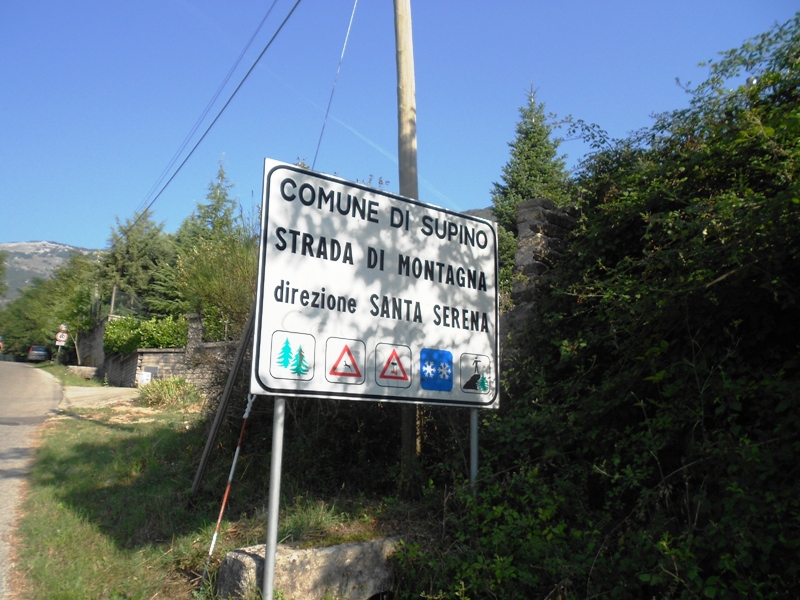 COMUNE DI SUPINO
STRADA DI MONTAGNA
direzione SANTA SERENA